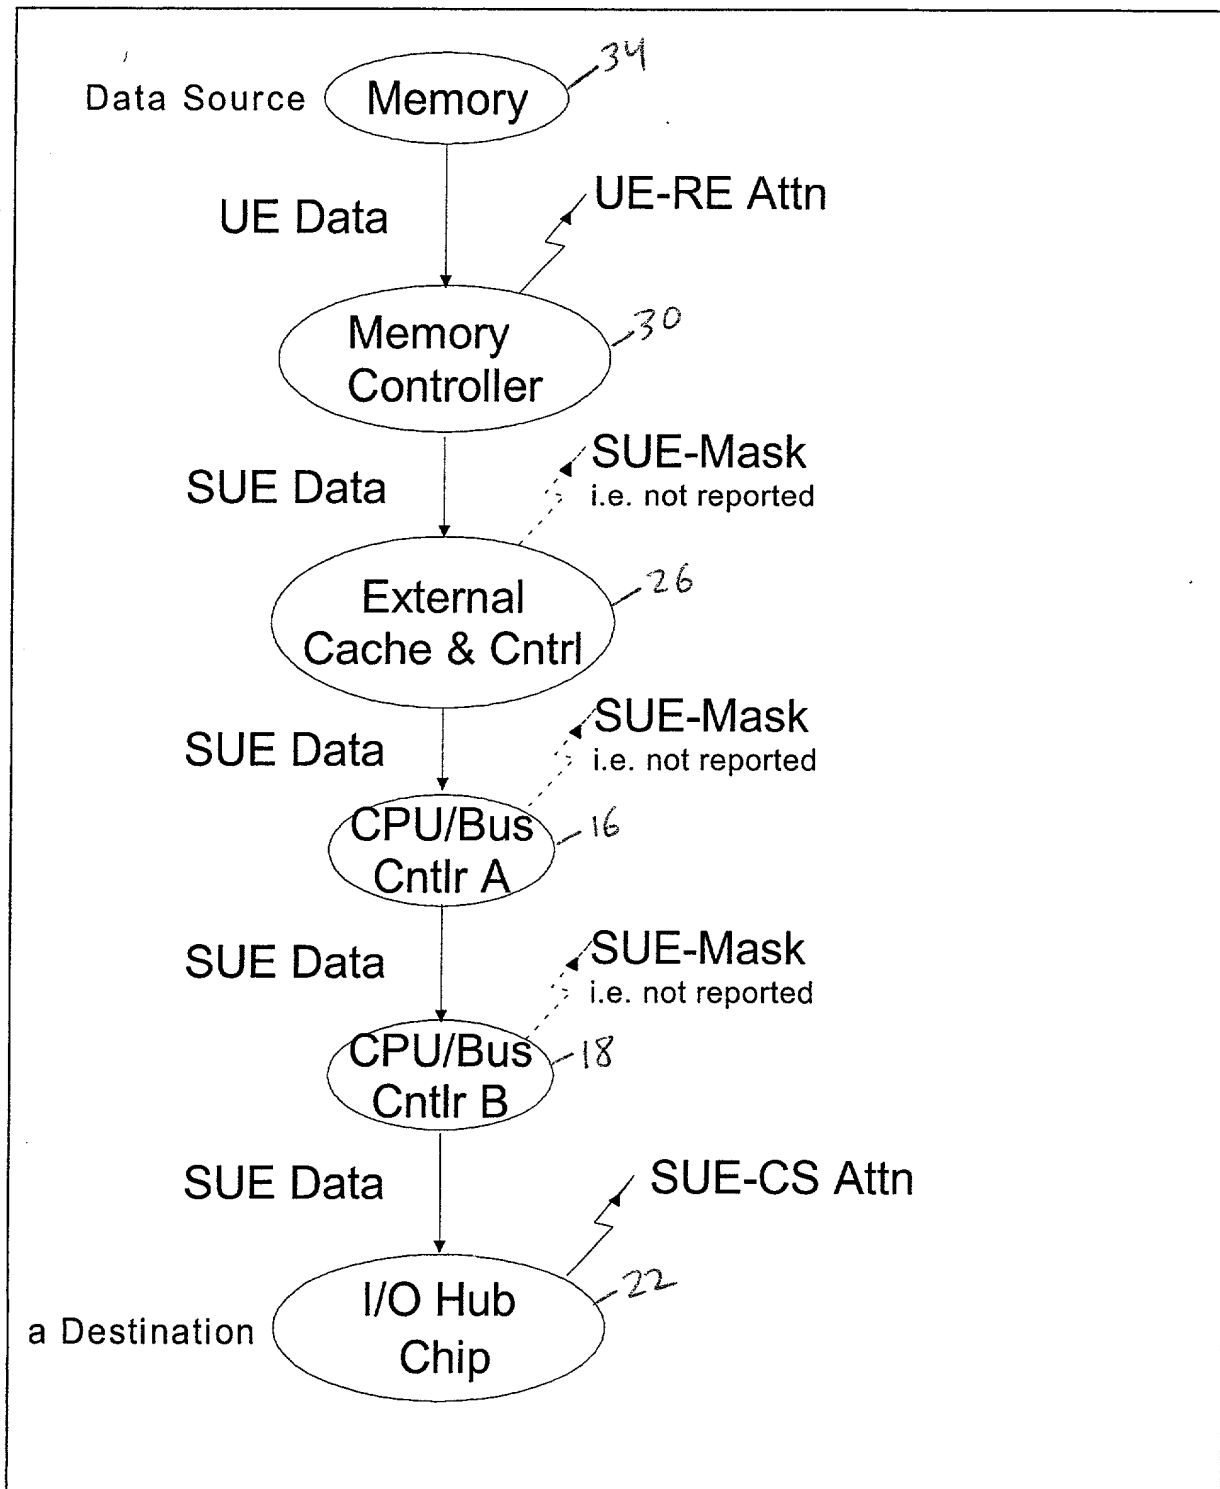 34
Data Source
Memory
UE-RE Attn
UE Data
30
Memory
Controller
SUE-Mask
i.e. not reported
SUE Data
26
External
Cache & Cntrl
SUE-Mask
i.e. not reported
SUE Data
CPU/Bus
Cntlr A
16
SUE-Mask
i.e. not reported
SUE Data
CPU/Bus
Cntlr B
18
SUE-CS Attn
SUE Data
22
I/O Hub
Chip
a Destination